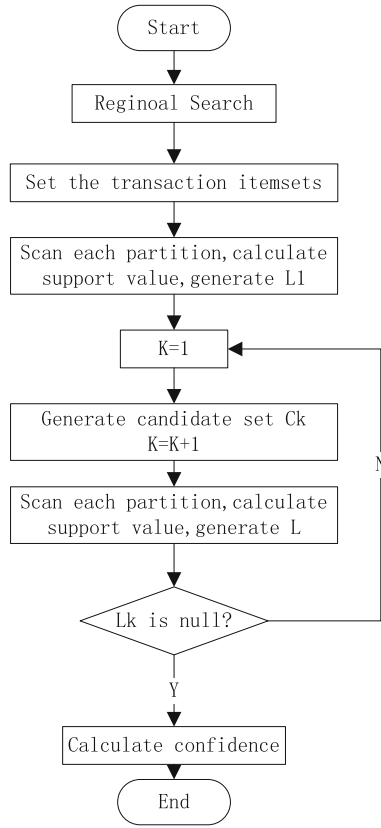 Start
Reginoal Search
Set the transaction itemsets
Scan each partition,calculate
support value,generate L1
K=1
Generate candidate set Ck
K=K+1
Scan each partition,calculate
support value,generate L
Lk is null?
N
Y
Calculate confidence
End